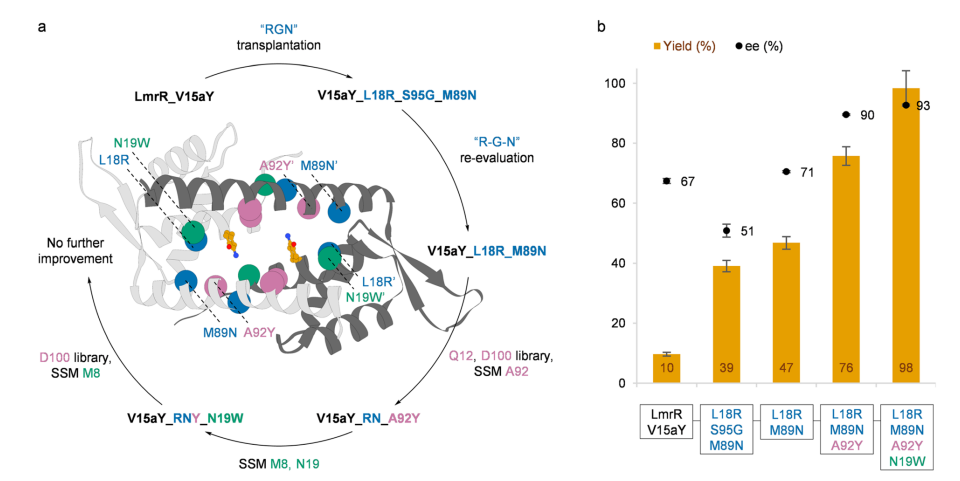 a
"RGN"
transplantation
LmrR_V15aY
V15aY_L18R_S95G_M89N
"R-G-N"
re-evaluation
N19W
L18R
A92Y'
M89N'
No further
improvement
V15aY_L18R_M89N
L18R'
N19W'
M89N
A92Y
D100 library,
SSM M8
Q12, D100 library,
SSM A92
V15aY_RNY_N19W
V15aY_RN_A92Y
SSM M8, N19
b
Yield (%)
ee (%)
100
80
60
40
20
0
67
51
71
90
93
10
39
47
76
98
LmrR
V15aY
L18R
S95G
M89N
L18R
M89N
L18R
M89N
A92Y
L18R
M89N
A92Y
N19W